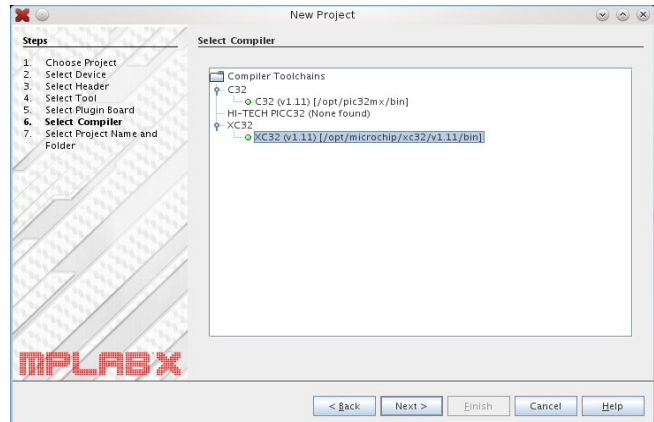 New Project
Steps
1. Choose Project
2. Select Device
3. Select Header
4. Select Tool
5. Select Plugin Board
6. Select Compiler
7. Select Project Name and
Folder
Select Compiler
Compiler Toolchains
C32
C32 (v1.11) [/opt/pic32mx/bin]
HI-TECH PICC32 (None found)
XC32
XC32 (v1.11) [/opt/microchip/xc32/v1.11/bin]
MPLAB X
< Back Next > Finish Cancel Help